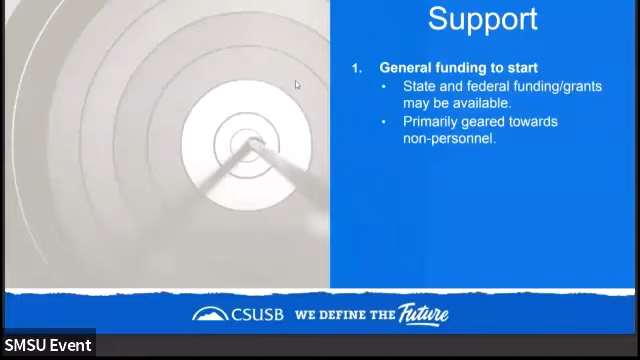 Support
1. General funding to start
• State and federal funding/grants
may be available.
• Primarily geared towards
non-personnel.
CSUSB WE DEFINE THE Future
SMSU Event